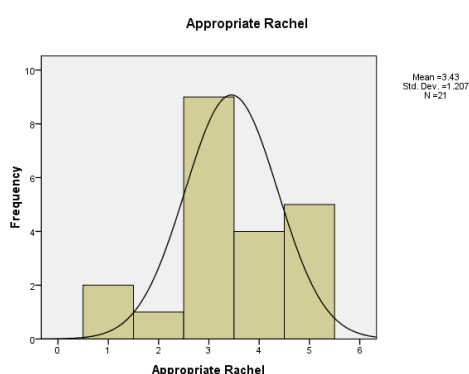 Appropriate Rachel
Mean =3.43
Std. Dev. =1.207
N =21
Frequency
10
8
6
4
2
0
0 1 2 3 4 5 6
Appropriate Rachel